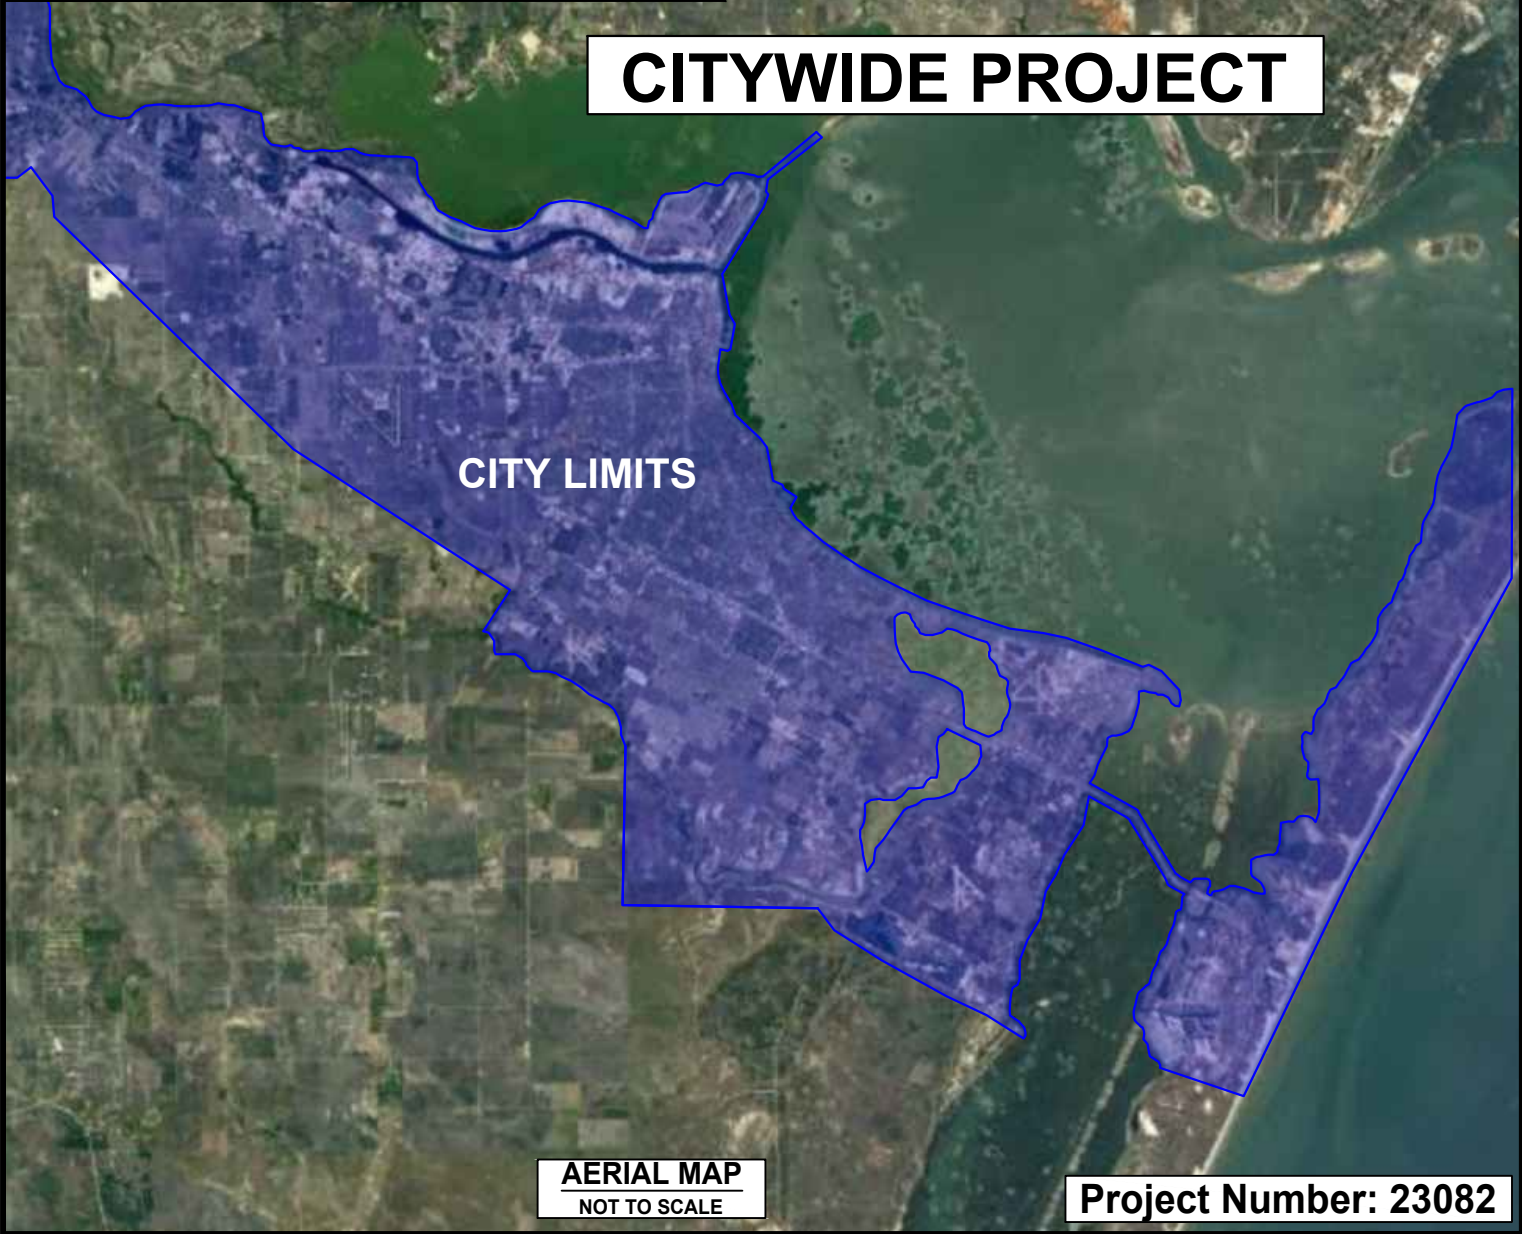 CITYWIDE PROJECT
CITY LIMITS
AERIAL MAP
NOT TO SCALE
Project Number: 23082